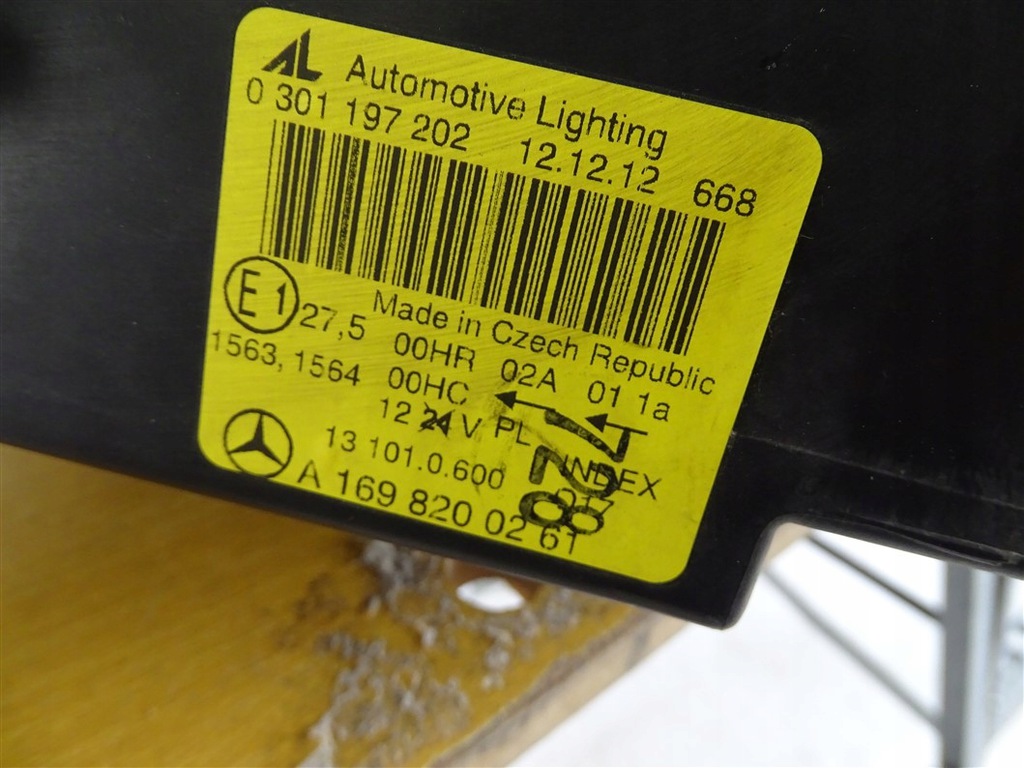 AL Automotive Lighting
0 301 197 202 12.12.12 668
Made in Czech Republic
E1 27,5 00HR 02A 01 1a
1563, 1564 00HC
12 24 V PL INDEX
13 101.0.600 017
A 169 820 02 61